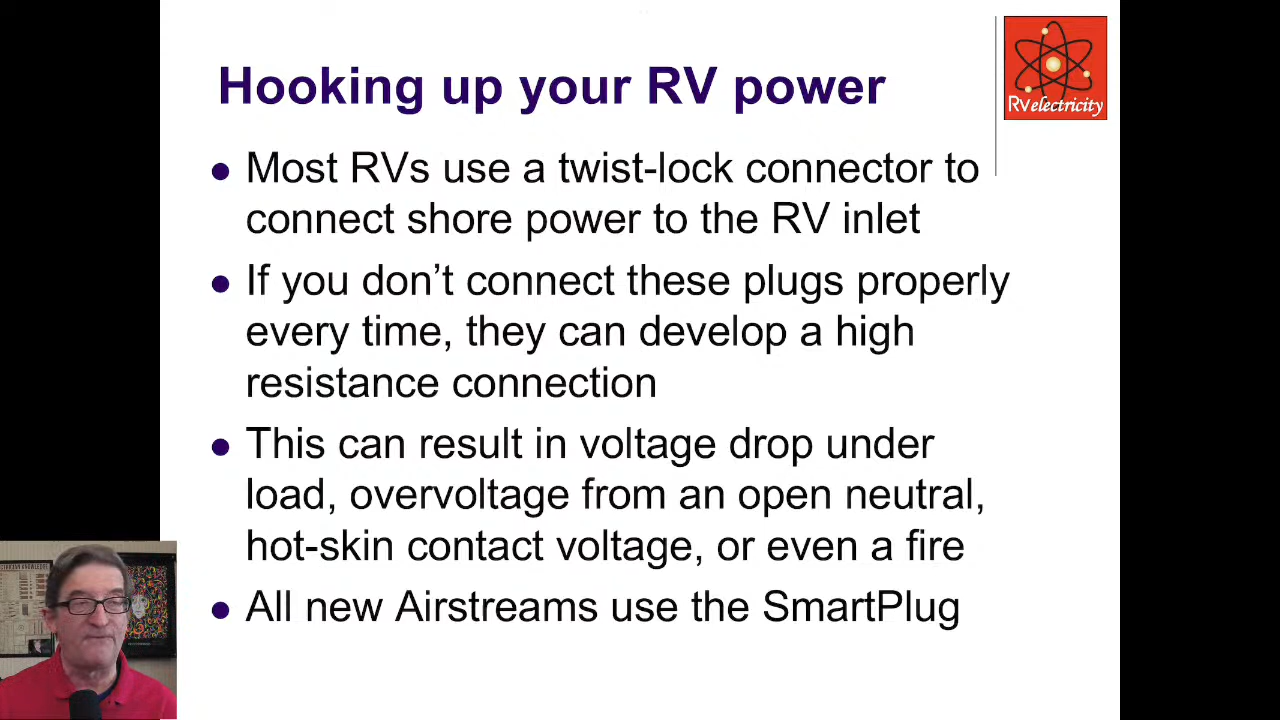 Hooking up your RV power
RVelectricity
● Most RVs use a twist-lock connector to
connect shore power to the RV inlet
● If you don’t connect these plugs properly
every time, they can develop a high
resistance connection
● This can result in voltage drop under
load, overvoltage from an open neutral,
hot-skin contact voltage, or even a fire
● All new Airstreams use the SmartPlug